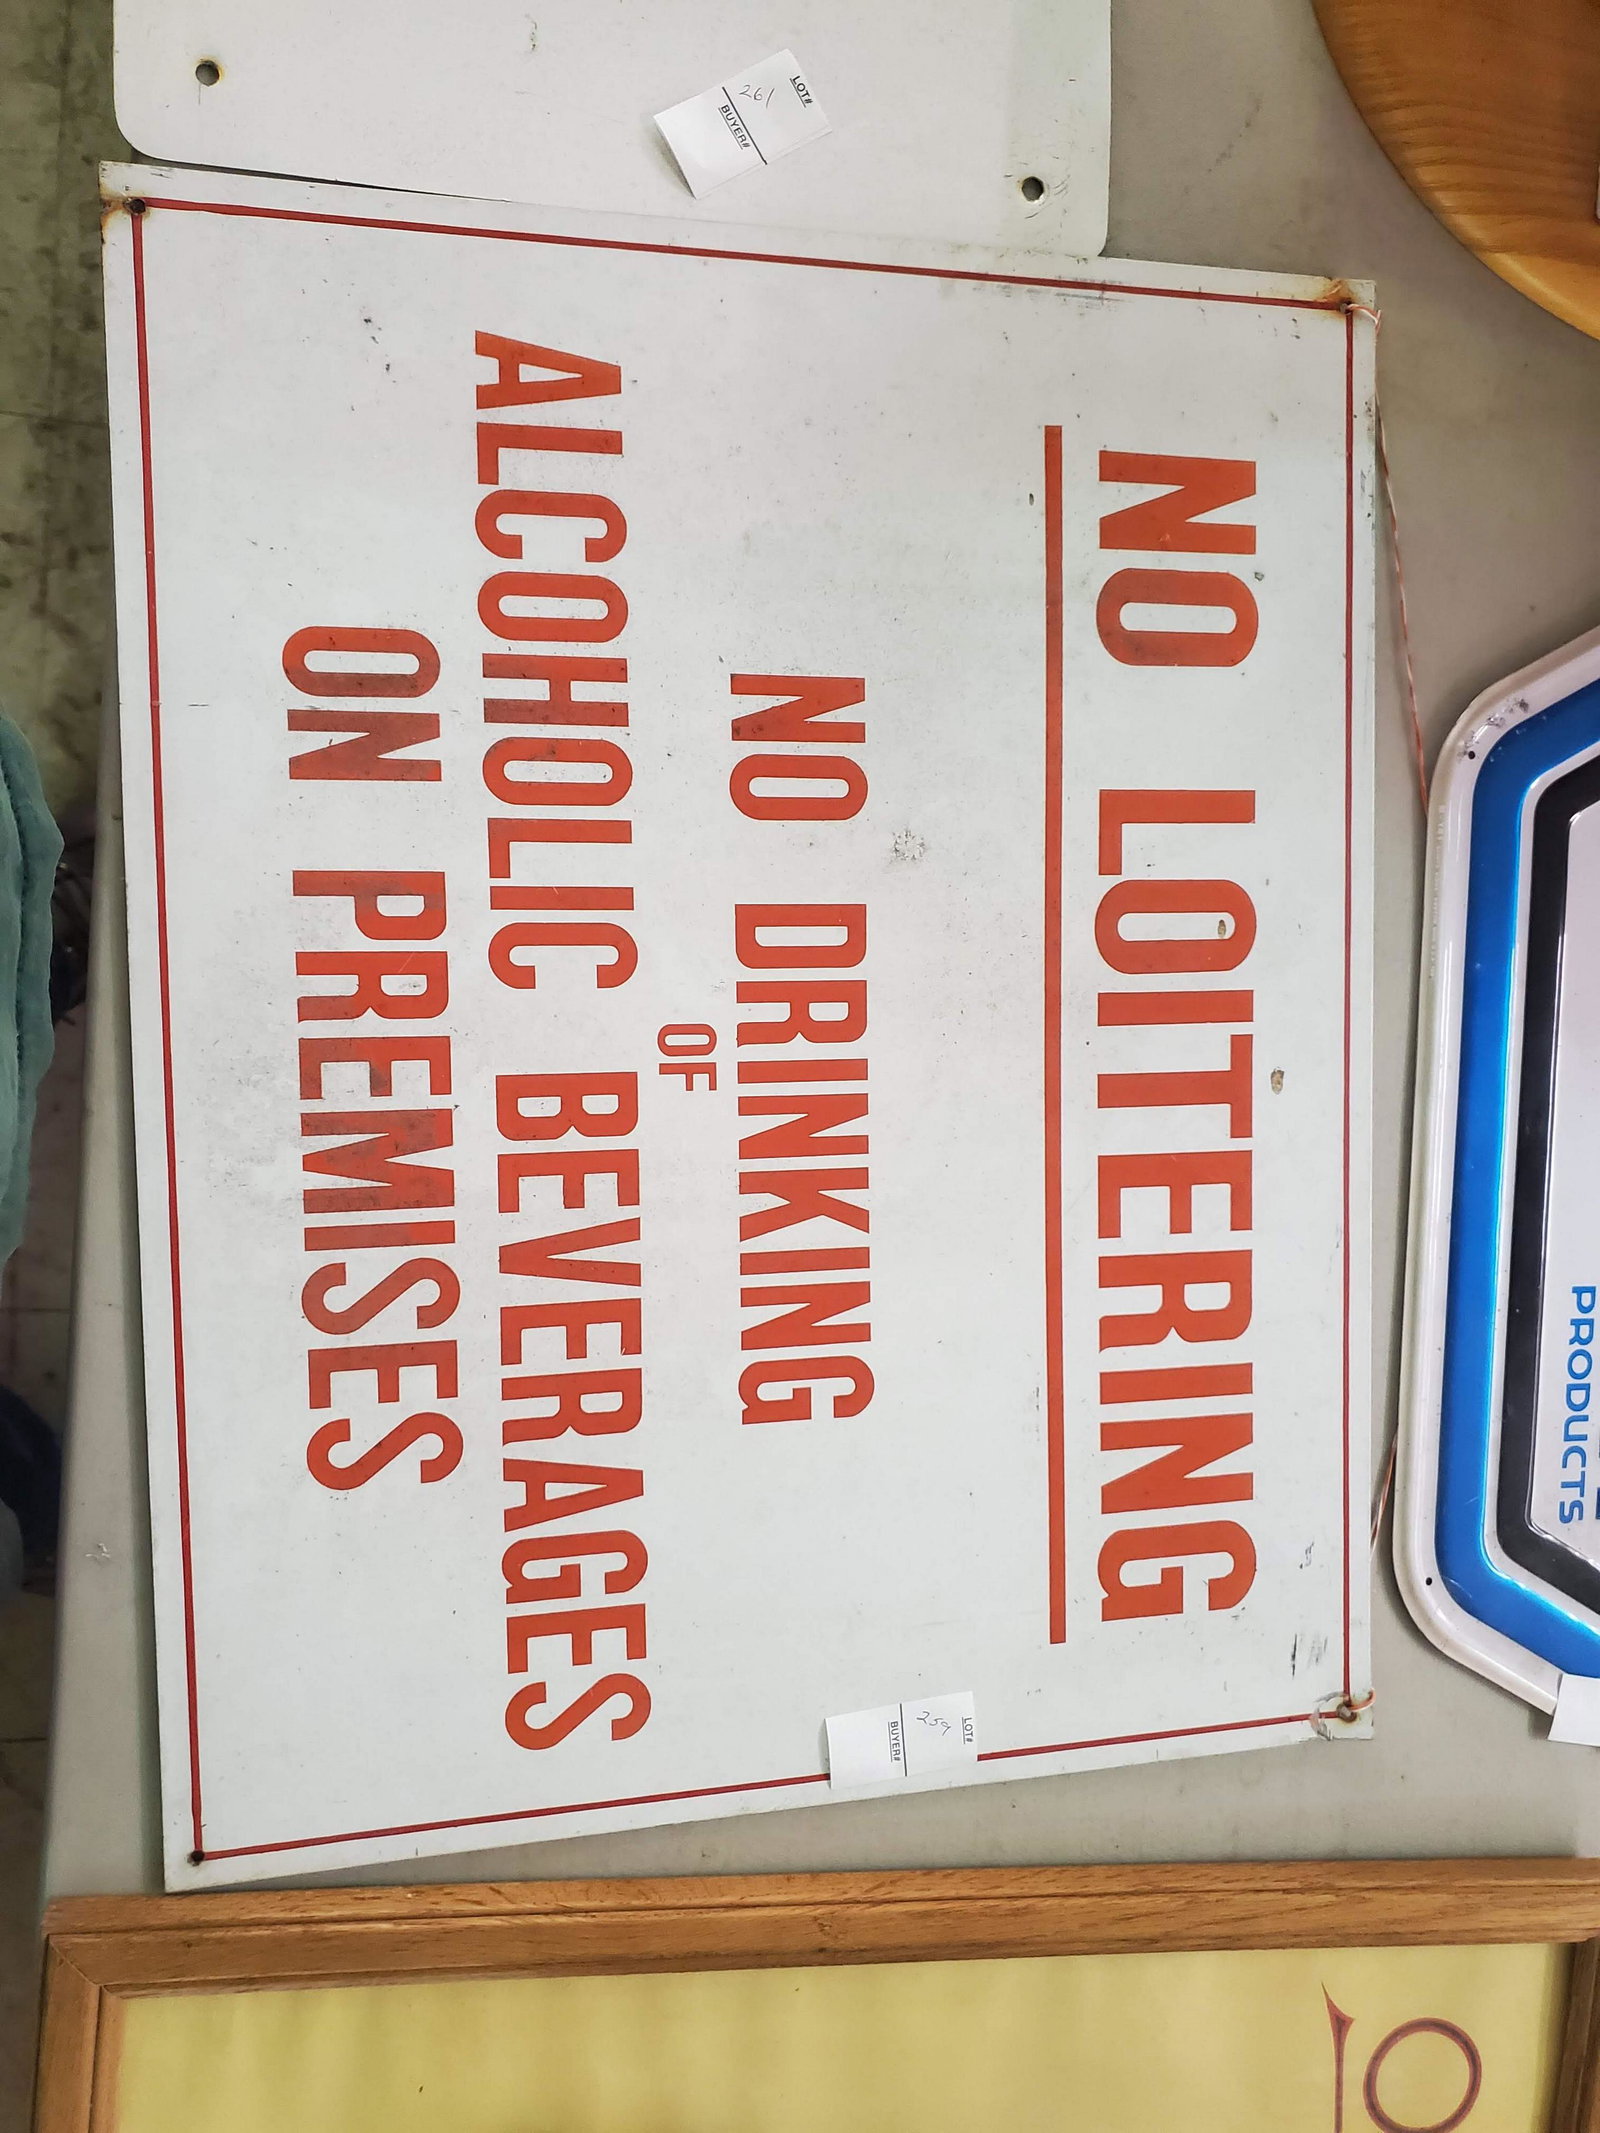 NO LOITERING
NO DRINKING
OF
ALCOHOLIC BEVERAGES
ON PREMISES
LOT#
259
BUYER#
LOT#
261
BUYER#
PRODUCTS